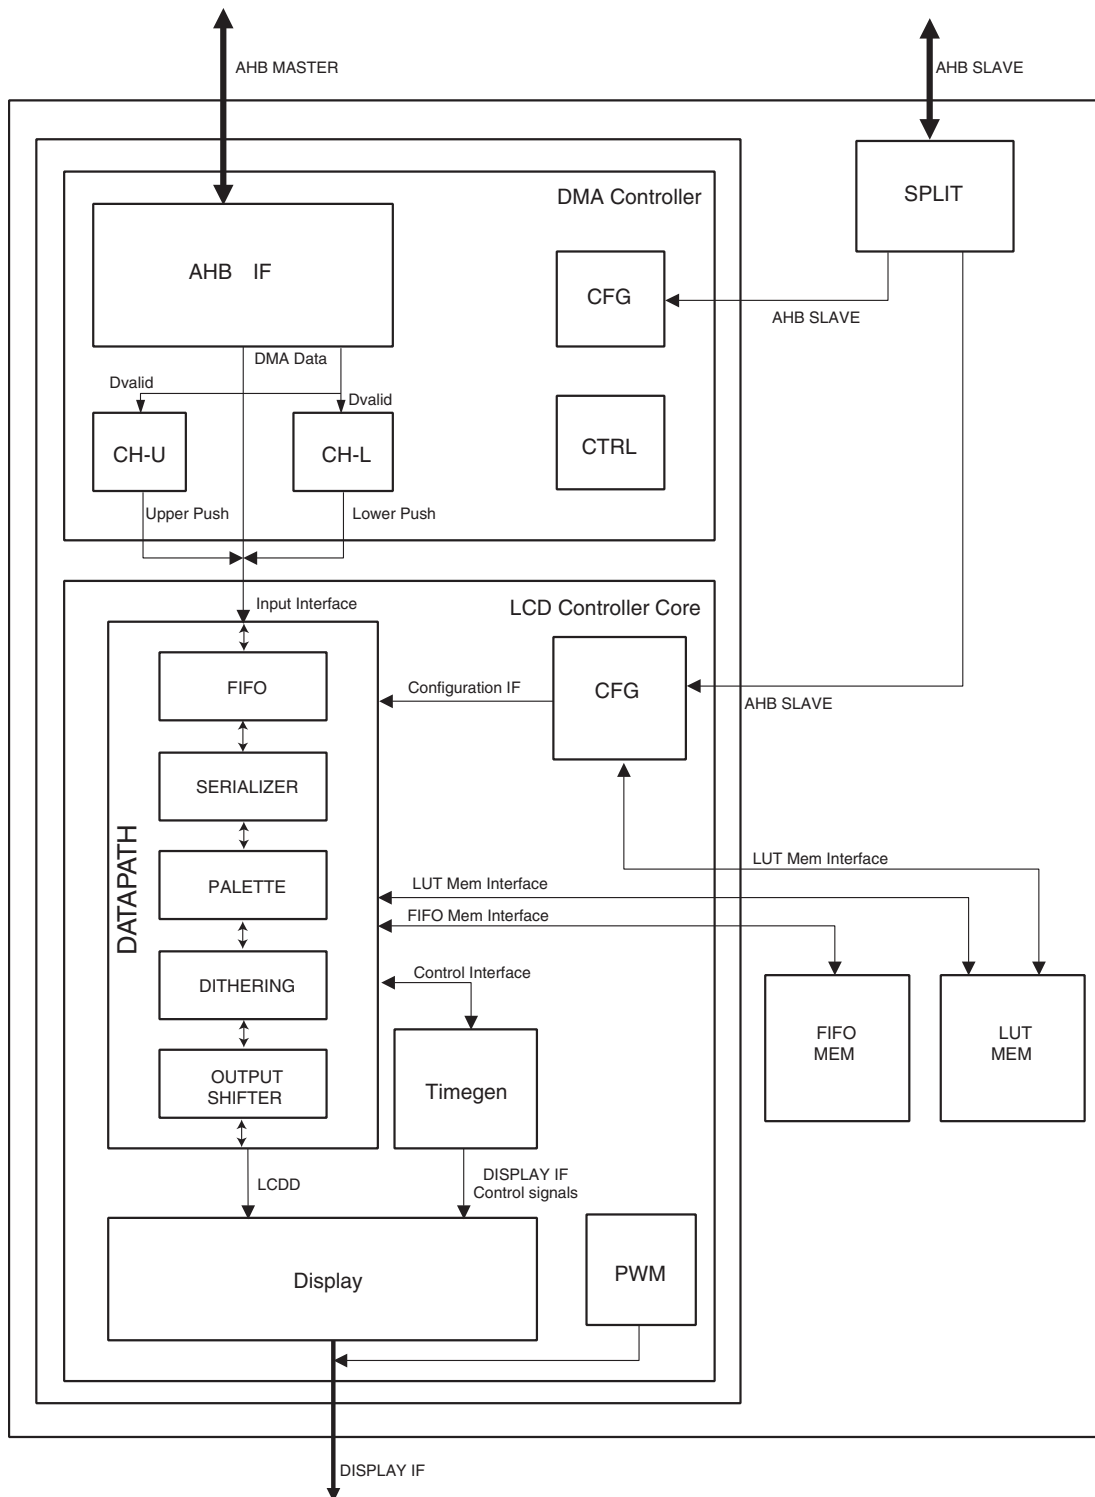 AHB MASTER
AHB SLAVE
DMA Controller
SPLIT
AHB IF
CFG
AHB SLAVE
DMA Data
Dvalid
Dvalid
CH-U
CH-L
CTRL
Upper Push
Lower Push
Input Interface
LCD Controller Core
DATAPATH
FIFO
Configuration IF
CFG
AHB SLAVE
SERIALIZER
LUT Mem Interface
PALETTE
LUT Mem Interface
FIFO Mem Interface
DITHERING
Control Interface
FIFO
MEM
LUT
MEM
OUTPUT
SHIFTER
Timegen
LCDD
DISPLAY IF
Control signals
Display
PWM
DISPLAY IF